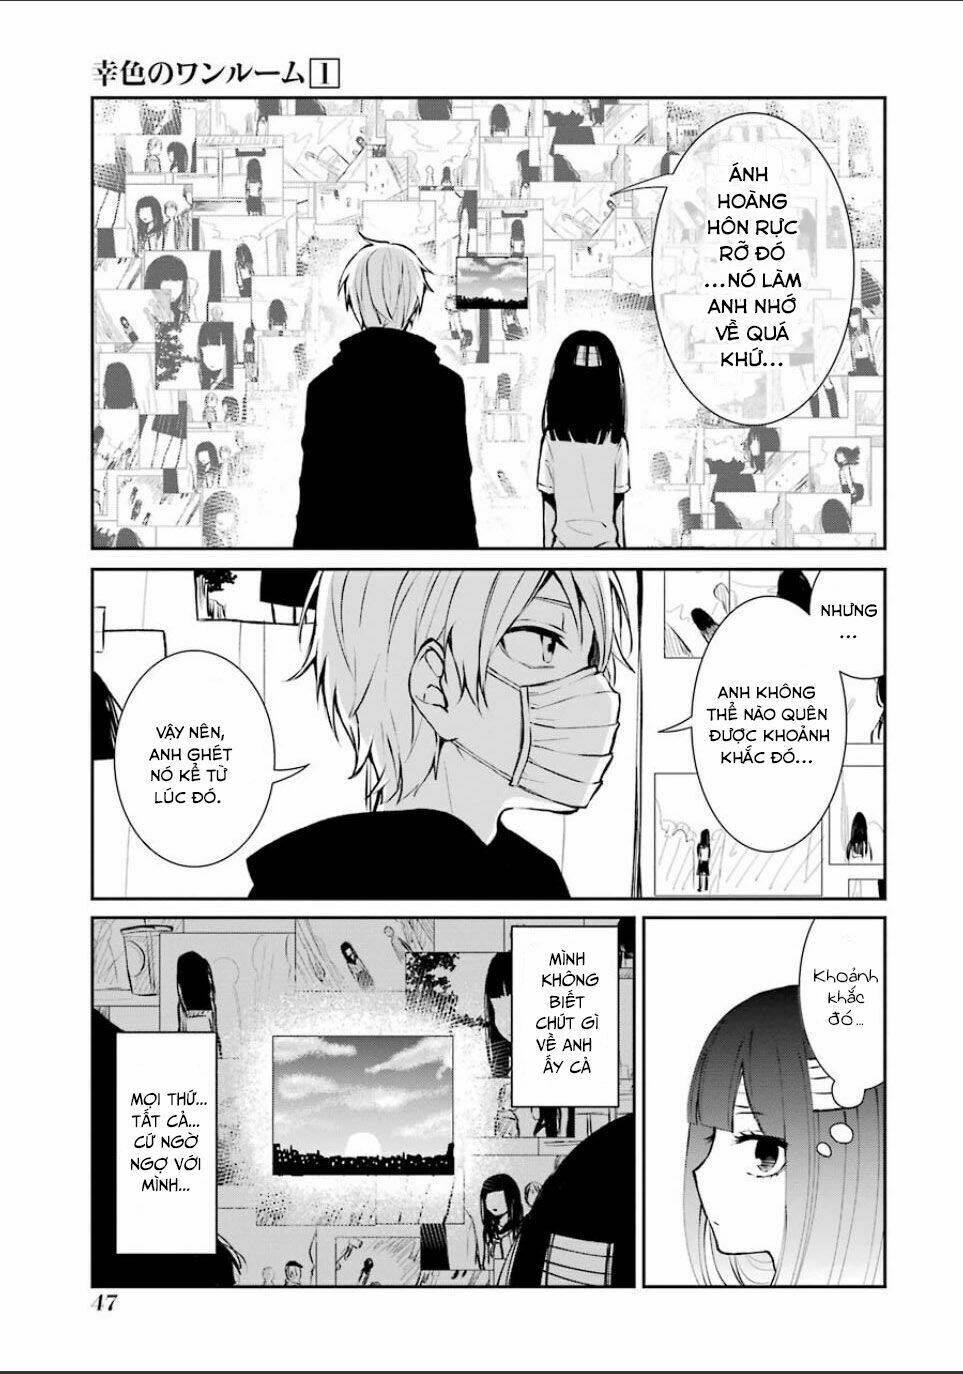 幸色のワンルーム 1
ÁNH
HOÀNG
HÔN RỰC
RỠ ĐÓ
...NÓ LÀM
ANH NHỚ
VỀ QUÁ
KHỨ...
NHƯNG
...
ANH KHÔNG
THỂ NÀO QUÊN
ĐƯỢC KHOẢNH
KHẮC ĐÓ...
VẬY NÊN,
ANH GHÉT
NÓ KỂ TỪ
LÚC ĐÓ.
Khoảnh
khắc
đó...
MÌNH
KHÔNG
BIẾT
CHÚT GÌ
VỀ ANH
ẤY CẢ
MỌI THỨ...
TẤT CẢ...
CỨ NGỜ
NGỢ VỚI
MÌNH...
47